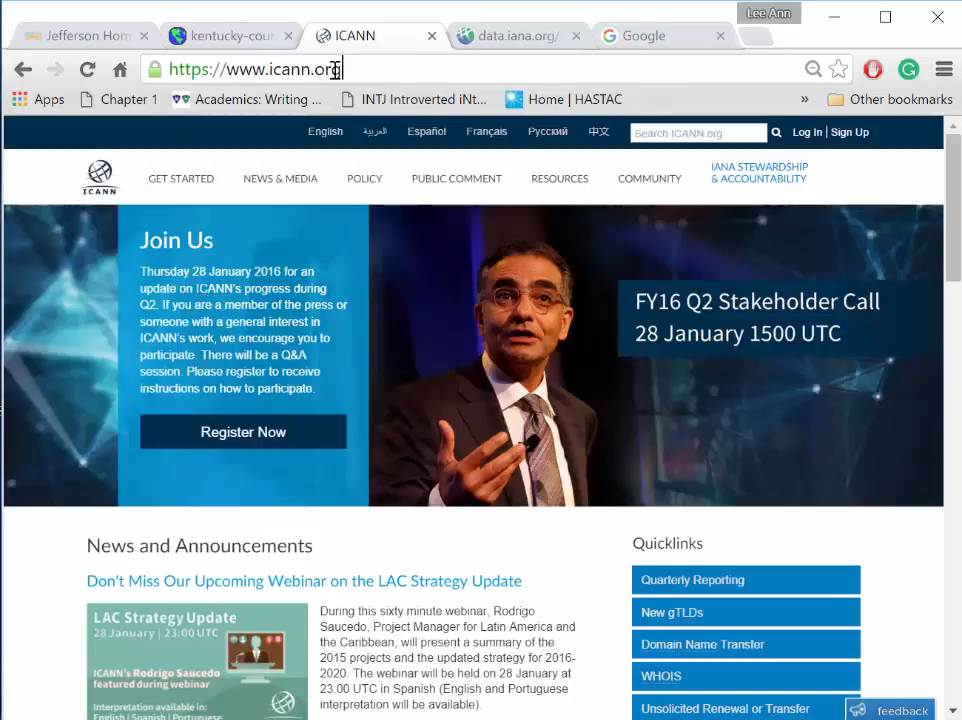 Lee Ann
Jefferson Hom
kentucky-cour
ICANN
data.iana.org/
Google
https://www.icann.org
Apps
Chapter 1
Academics: Writing ...
INTJ Introverted iNt...
Home | HASTAC
»
Other bookmarks
English
العربية
Español
Français
Русский
中文
Search ICANN.org
Log In | Sign Up
ICANN
GET STARTED
NEWS & MEDIA
POLICY
PUBLIC COMMENT
RESOURCES
COMMUNITY
IANA STEWARDSHIP
& ACCOUNTABILITY
Join Us
Thursday 28 January 2016 for an
update on ICANN's progress during
Q2. If you are a member of the press or
someone with a general interest in
ICANN's work, we encourage you to
participate. There will be a Q&A
session. Please register to receive
instructions on how to participate.
Register Now
FY16 Q2 Stakeholder Call
28 January 1500 UTC
News and Announcements
Don't Miss Our Upcoming Webinar on the LAC Strategy Update
LAC Strategy Update
28 January | 23:00 UTC
ICANN's Rodrigo Saucedo
featured during webinar
Interpretation available in:
English | Spanish | Portuguese
During this sixty minute webinar, Rodrigo
Saucedo, Project Manager for Latin America and
the Caribbean, will present a summary of the
2015 projects and the updated strategy for 2016-
2020. The webinar will be held on 28 January at
23:00 UTC in Spanish (English and Portuguese
interpretation will be available).
Quicklinks
Quarterly Reporting
New gTLDs
Domain Name Transfer
WHOIS
Unsolicited Renewal or Transfer
feedback